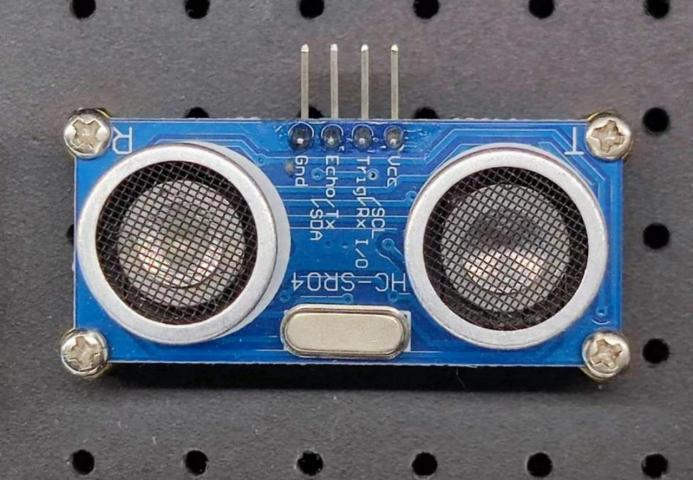 R
T
Gnd
Echo/Tx/SDA
Trig/Rx/SCL
I/O
Vcc
HC-SR04